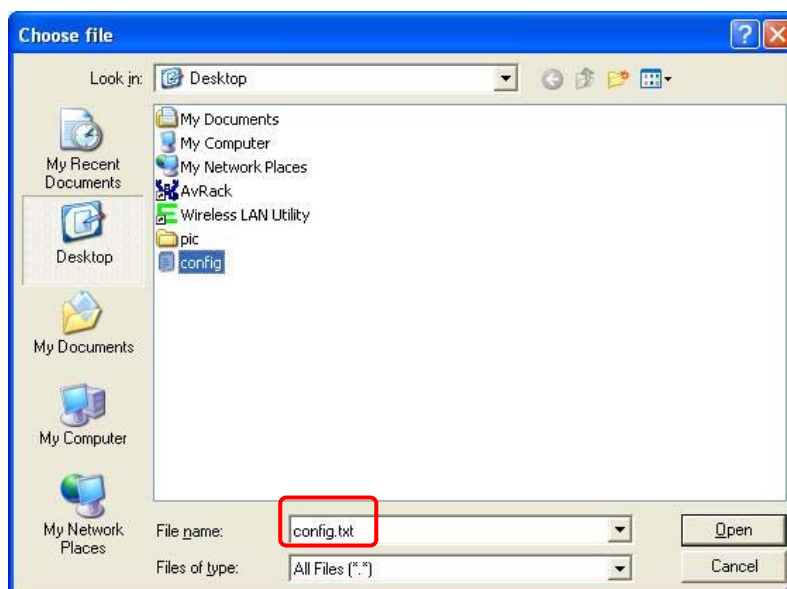 Choose file
Look in: Desktop
My Recent
Documents
Desktop
My Documents
My Computer
My Network
Places
My Documents
My Computer
My Network Places
AvRack
Wireless LAN Utility
pic
config
File name: config.txt Open
Files of type: All Files (*.*) Cancel